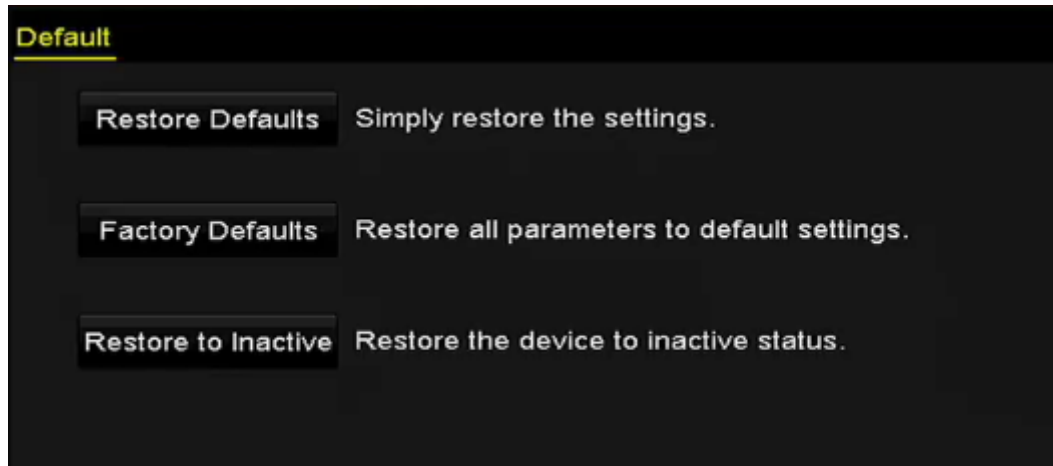 Default
Restore Defaults Simply restore the settings.
Factory Defaults Restore all parameters to default settings.
Restore to Inactive Restore the device to inactive status.